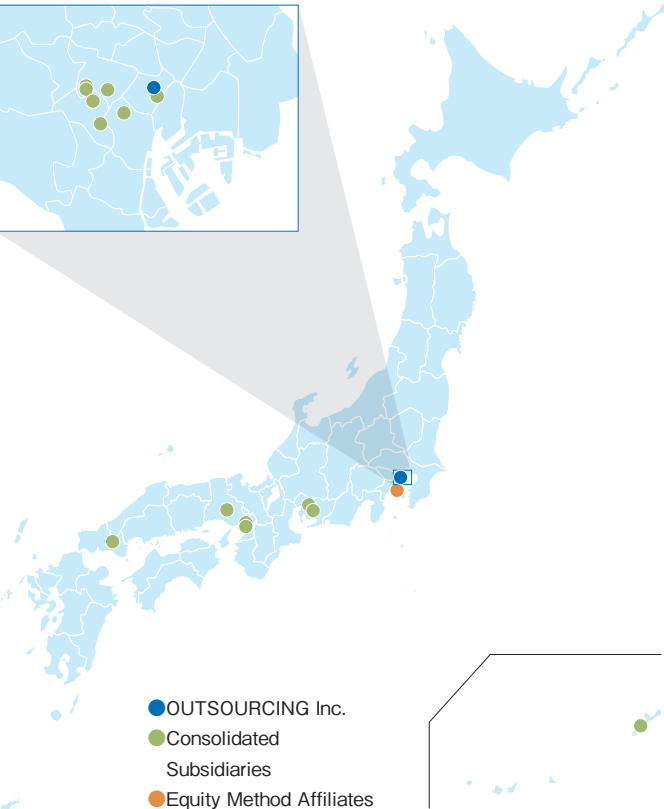 OUTSOURCING Inc.
Consolidated
Subsidiaries
Equity Method Affiliates